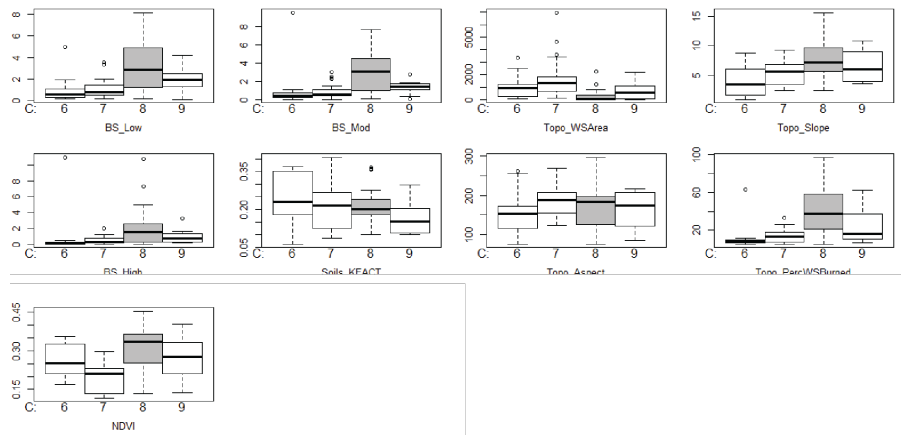 8
6
4
2
0
C: 6 7 8 9
BS_Low
8
6
4
2
0
C: 6 7 8 9
BS_Mod
6000
4000
2000
0
C: 6 7 8 9
Topo_WSArea
15
10
5
C: 6 7 8 9
Topo_Slope
10
8
6
4
2
0
C: 6 7 8 9
BS_High
0.35
0.20
0.05
C: 6 7 8 9
Soils_KFACT
300
200
100
C: 6 7 8 9
Topo_Aspect
100
60
20
C: 6 7 8 9
Topo_PercWSBurned
0.45
0.30
0.15
C: 6 7 8 9
NDVI